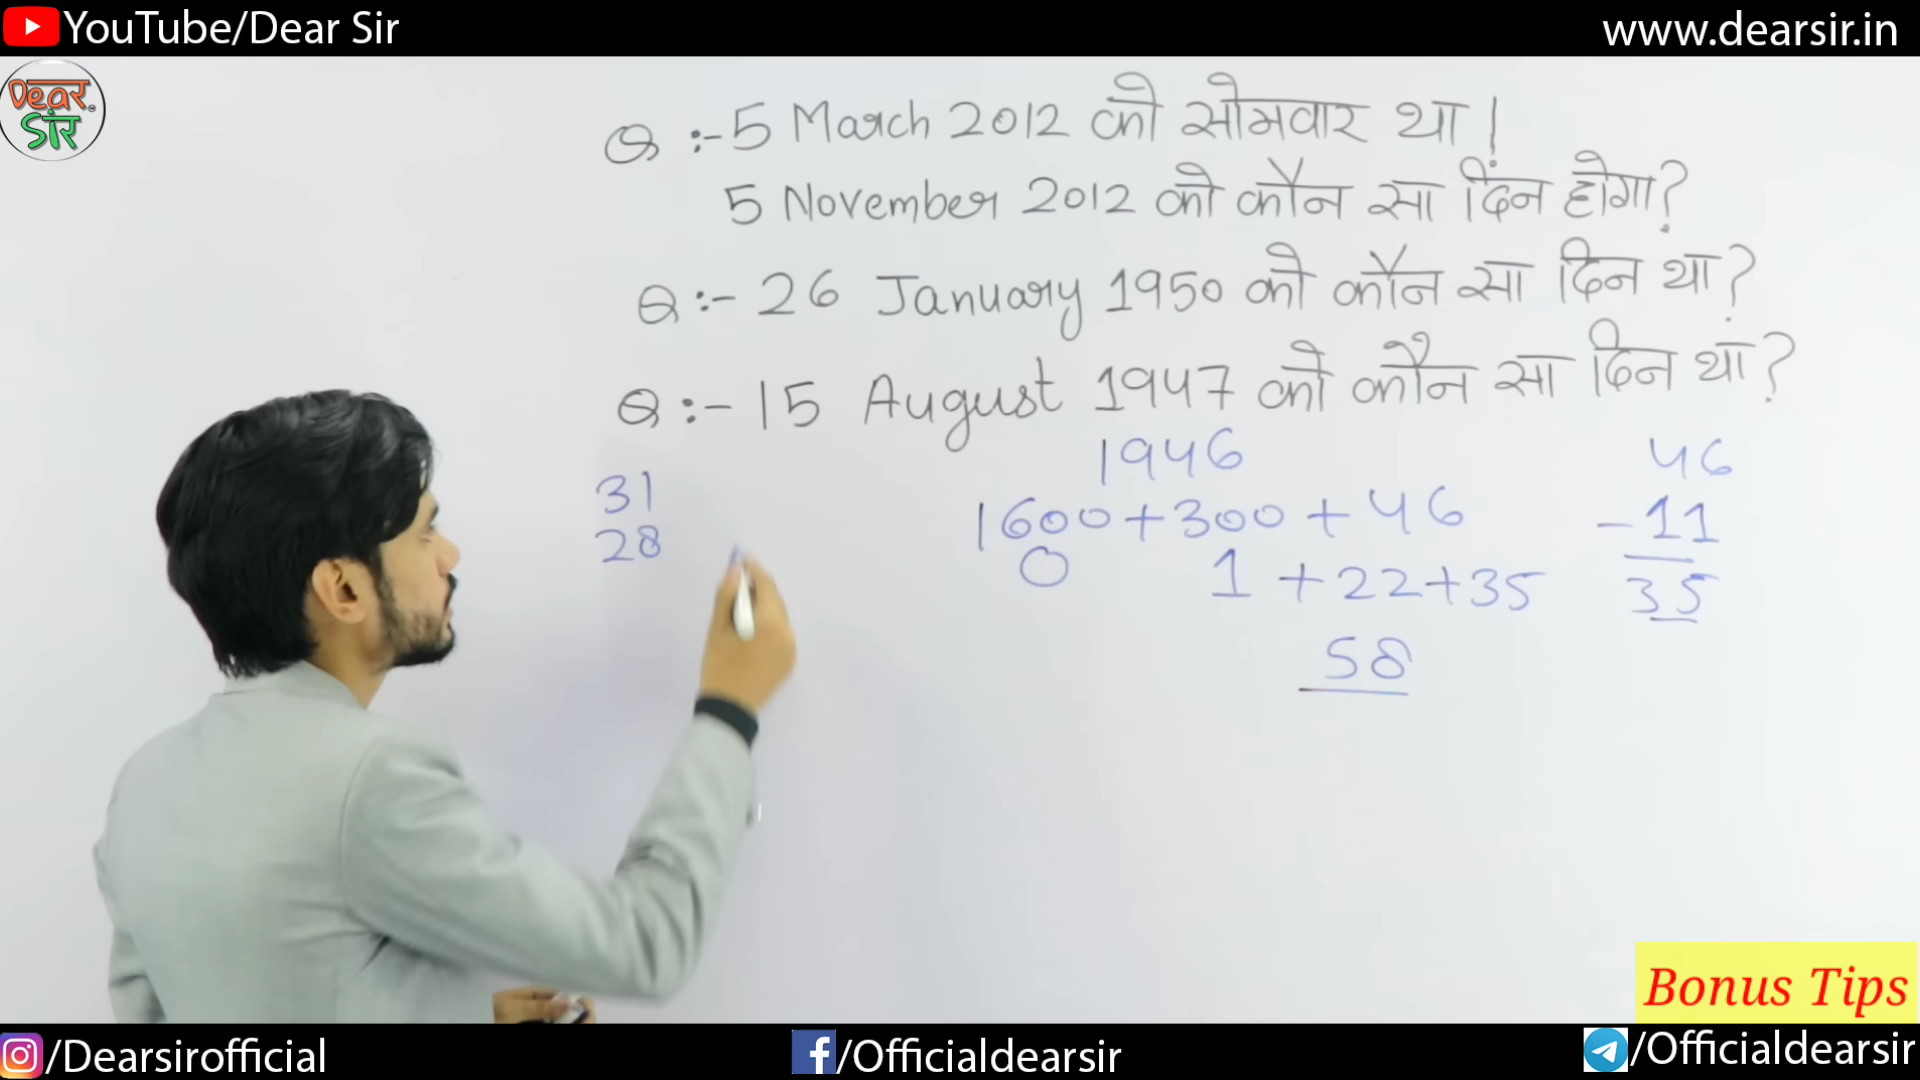 YouTube/Dear Sir
www.dearsir.in
Dear
सर
Q :- 5 March 2012 को सोमवार था।
5 November 2012 को कौन सा दिन होगा?
Q :- 26 January 1950 को कौन सा दिन था?
Q :- 15 August 1947 को कौन सा दिन था?
1946
46
31
1600+300+46
-11
28
0
1+22+35
35
58
Bonus Tips
/Dearsirofficial
/Officialdearsir
/Officialdearsir